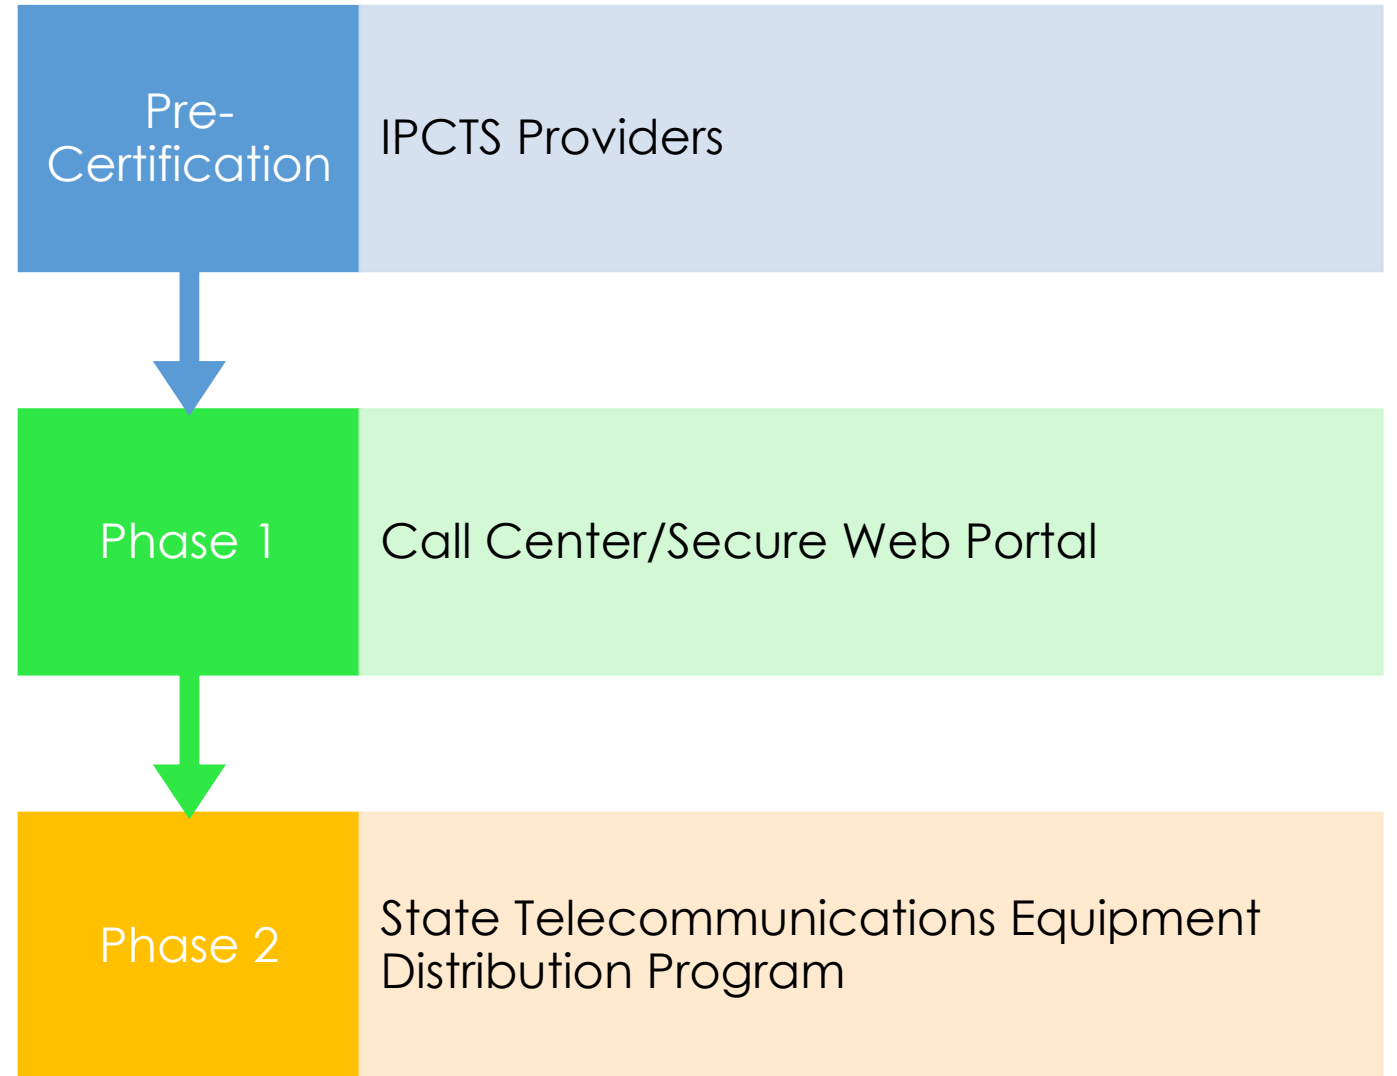 Pre-
Certification
IPCTS Providers
Phase 1
Call Center/Secure Web Portal
Phase 2
State Telecommunications Equipment
Distribution Program